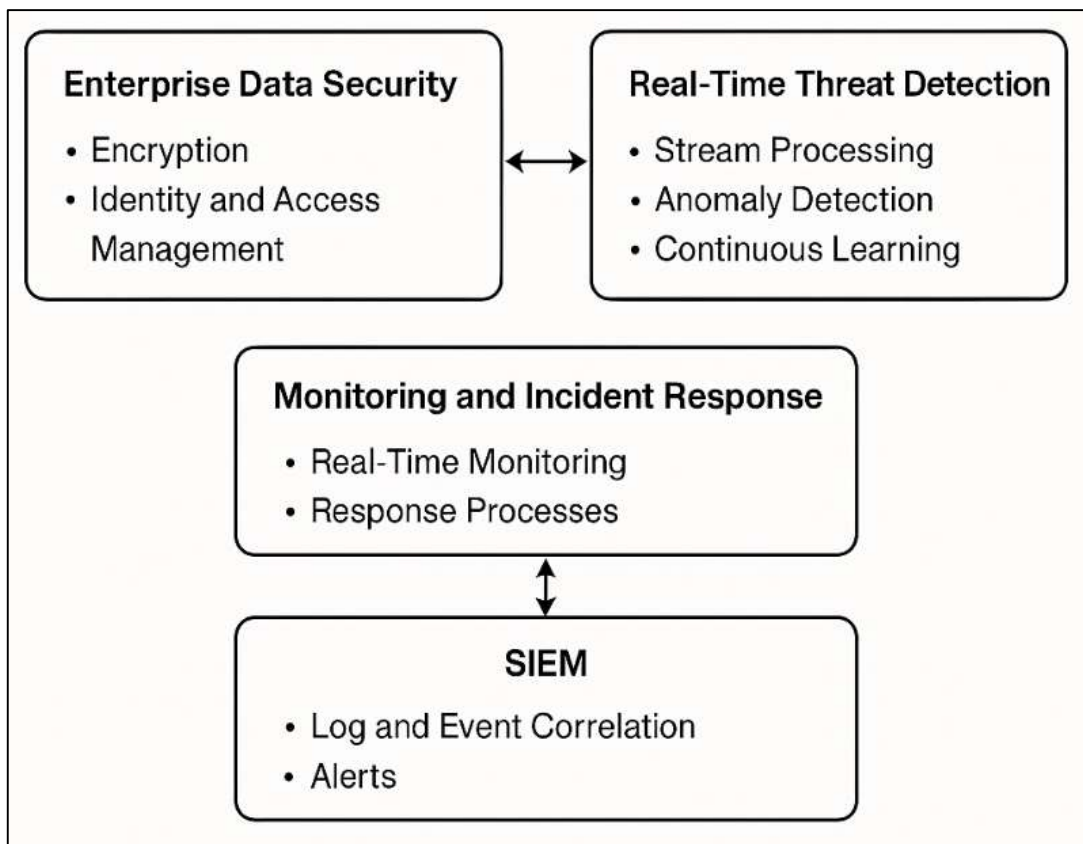 Enterprise Data Security
• Encryption
• Identity and Access
Management
Real-Time Threat Detection
• Stream Processing
• Anomaly Detection
• Continuous Learning
Monitoring and Incident Response
• Real-Time Monitoring
• Response Processes
SIEM
• Log and Event Correlation
• Alerts